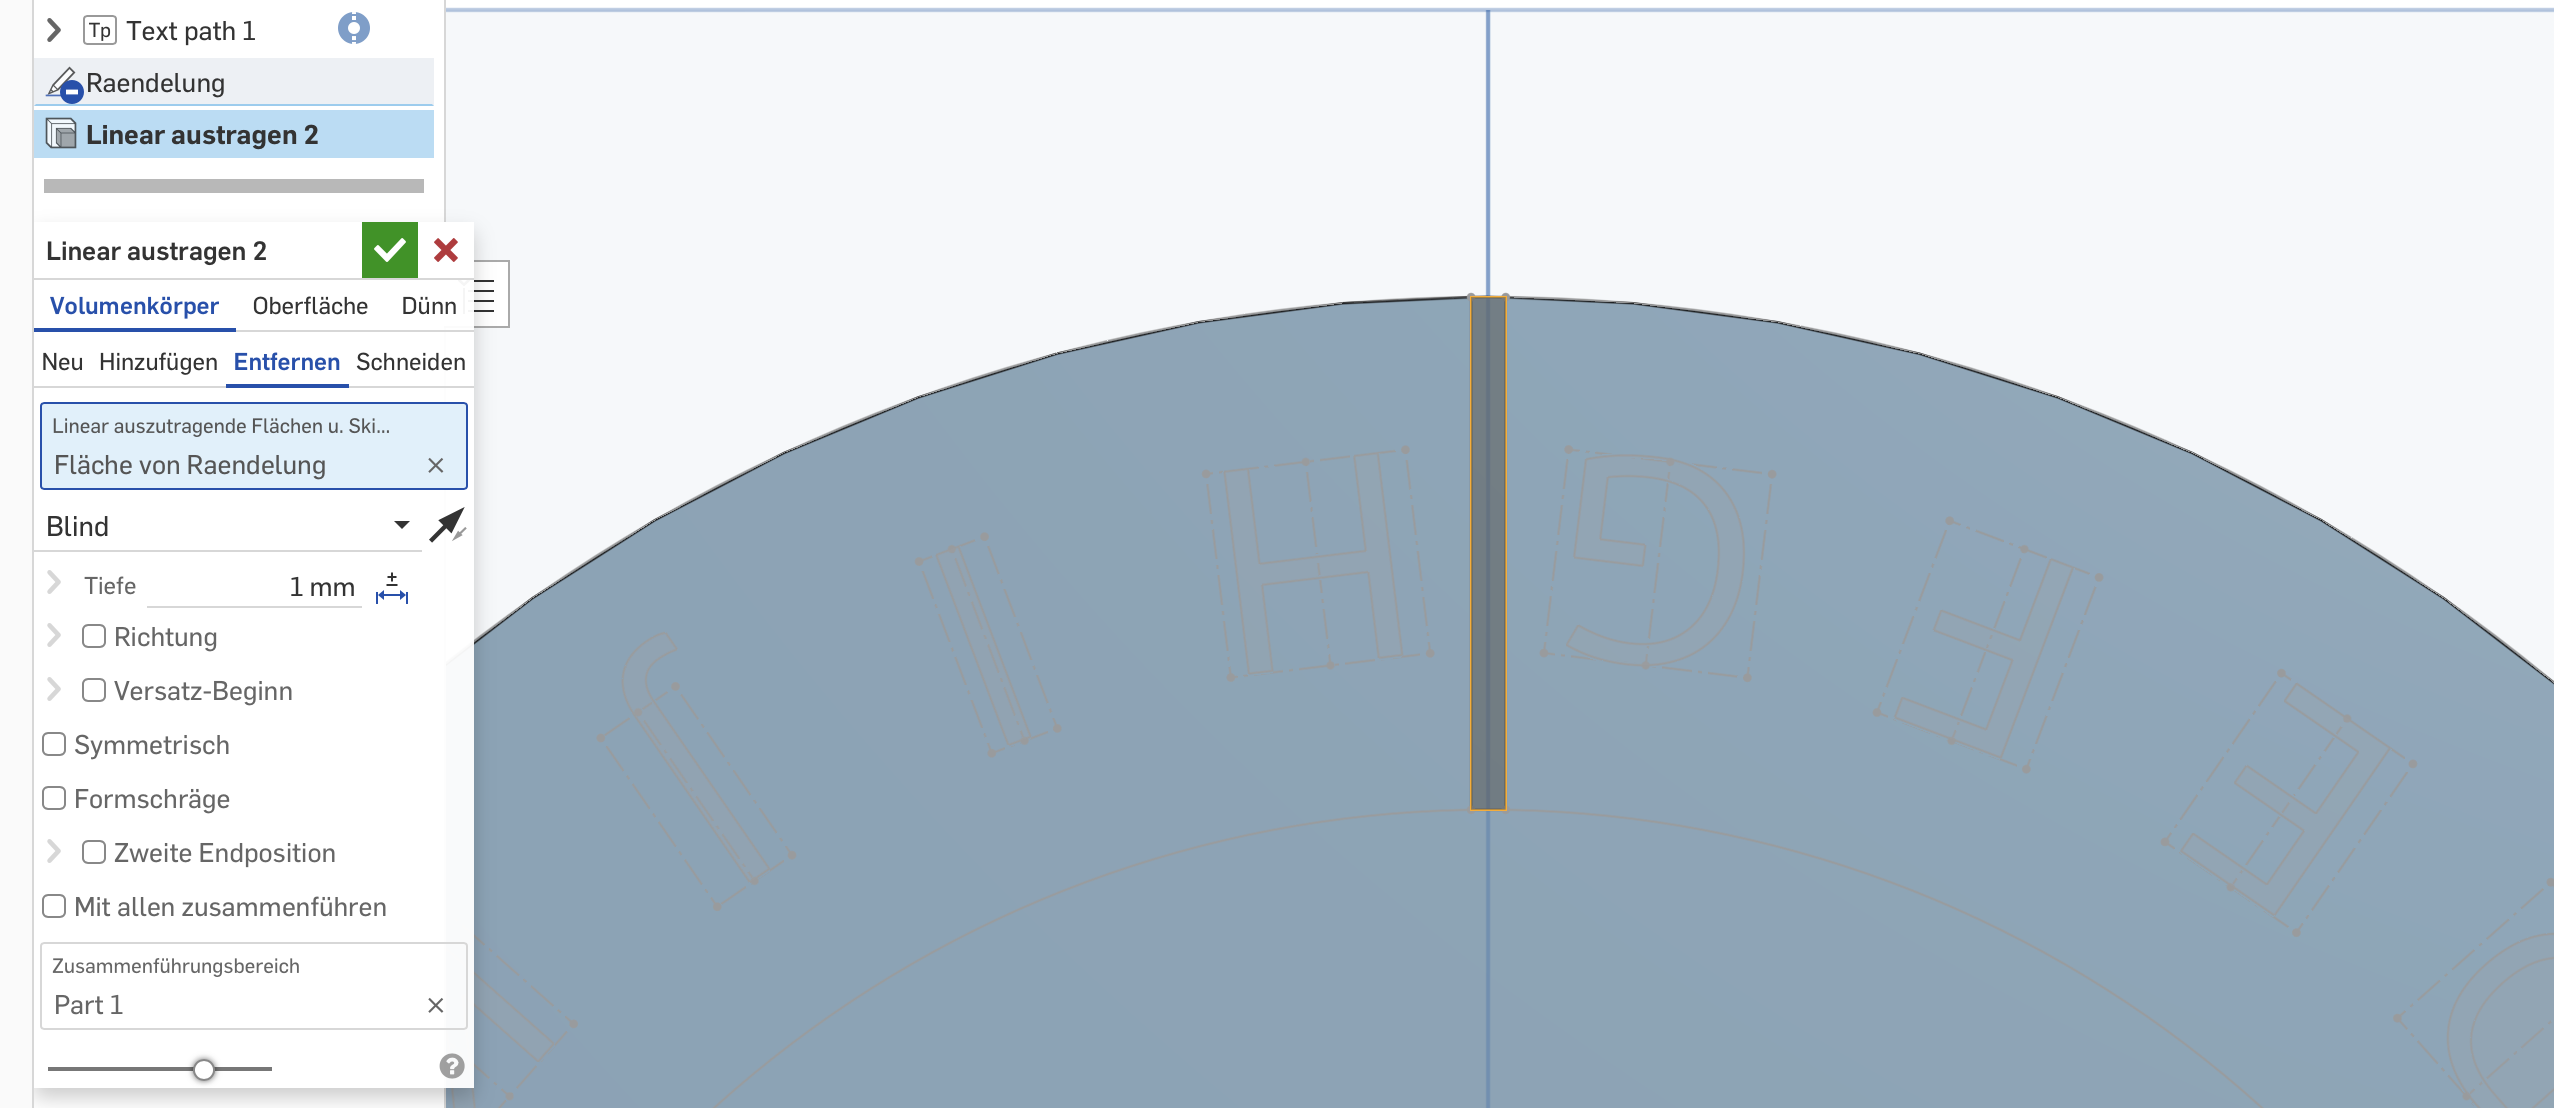 Tp Text path 1
Raendelung
Linear austragen 2
Linear austragen 2
Volumenkörper Oberfläche Dünn
Neu Hinzufügen Entfernen Schneiden
Linear auszutragende Flächen u. Ski...
Fläche von Raendelung
Blind
Tiefe 1 mm
Richtung
Versatz-Beginn
Symmetrisch
Formschräge
Zweite Endposition
Mit allen zusammenführen
Zusammenführungsbereich
Part 1
J I H G F E